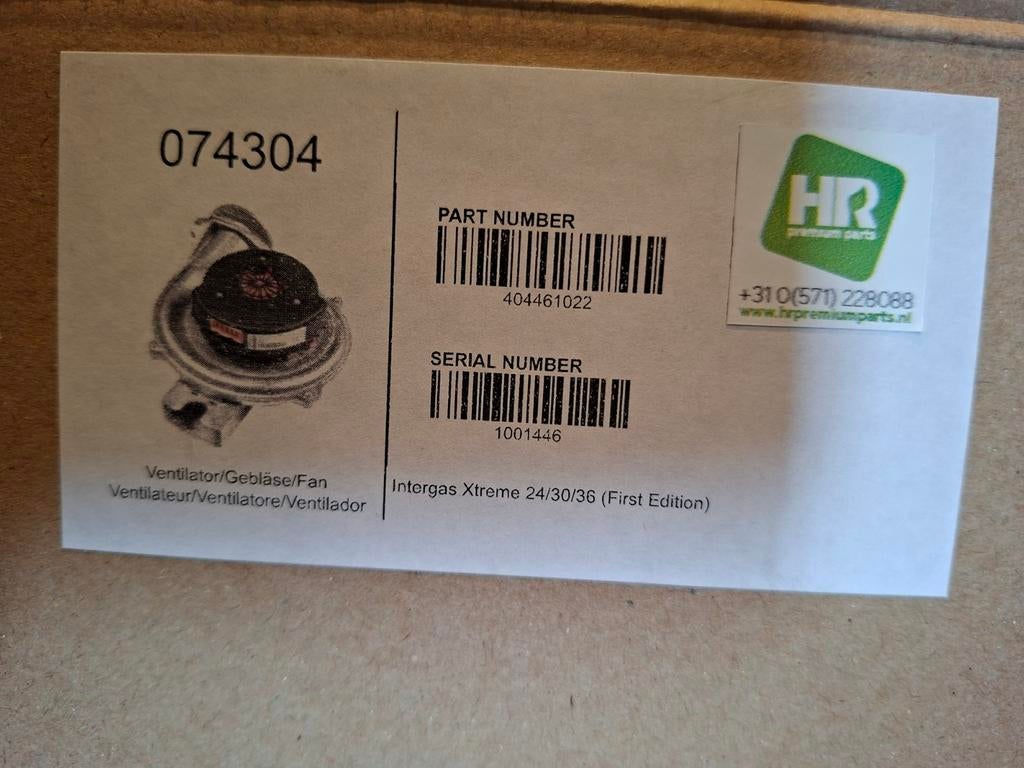 074304
Ventilator/Gebläse/Fan
Ventilateur/Ventilatore/Ventilador
PART NUMBER
404461022
SERIAL NUMBER
1001446
Intergas Xtreme 24/30/36 (First Edition)
HR
premium parts
+31 0(571) 228088
www.hrpremiumparts.nl